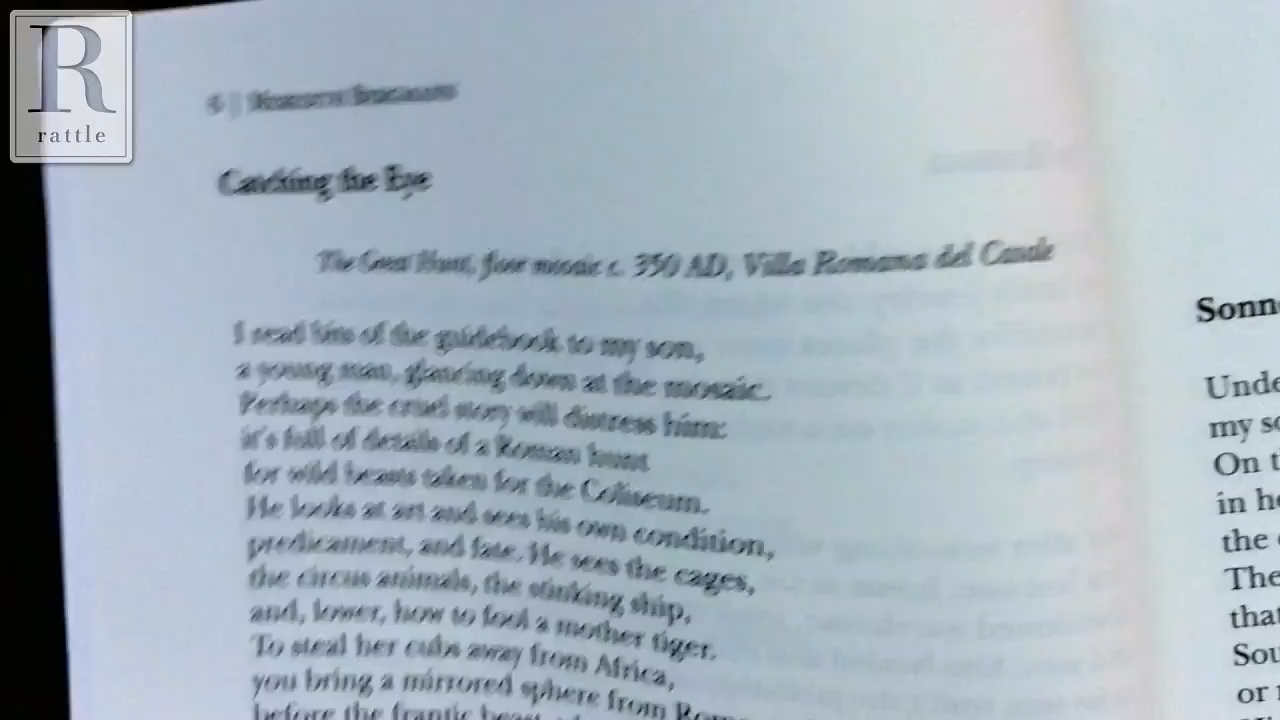 R
rattle
Catching the Eye
The Great Hunt, floor mosaic c. 350 AD, Villa Romana del Casale
I read bits of the guidebook to my son,
a young man, glancing down at the mosaic.
Perhaps the cruel story will distress him:
it's full of details of a Roman hunt
for wild beasts taken for the Coliseum.
He looks at art and sees his own condition,
predicament, and fate. He sees the cages,
the circus animals, the stinking ship,
and, lower, how to fool a mother tiger.
To steal her cubs away from Africa,
you bring a mirrored sphere from Rome
before the frantic beast
Sonn
Unde
my so
On t
in he
the
The
that
Sou
or